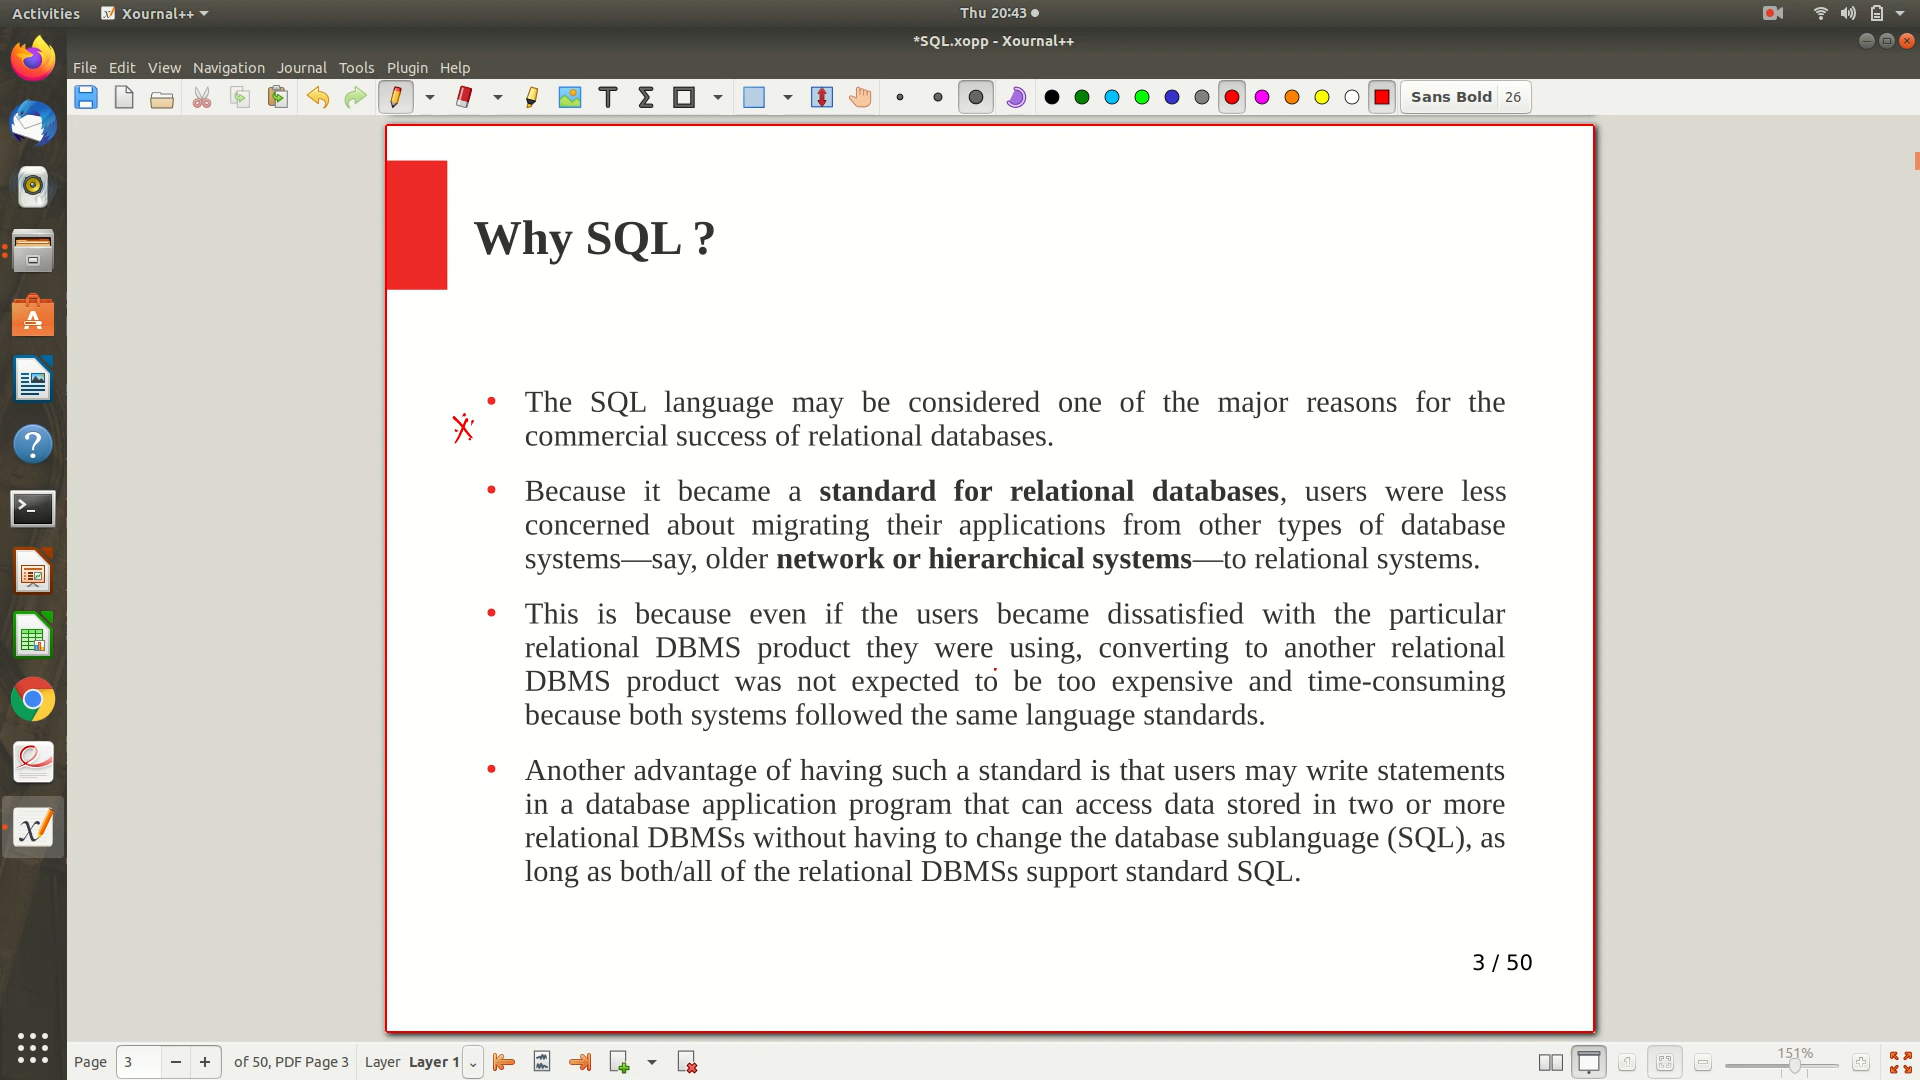 Activities Xournal++ Thu 20:43
*SQL.xopp - Xournal++
File Edit View Navigation Journal Tools Plugin Help
Sans Bold 26
Why SQL ?
• The SQL language may be considered one of the major reasons for the
commercial success of relational databases.
• Because it became a standard for relational databases, users were less
concerned about migrating their applications from other types of database
systems—say, older network or hierarchical systems—to relational systems.
• This is because even if the users became dissatisfied with the particular
relational DBMS product they were using, converting to another relational
DBMS product was not expected to be too expensive and time-consuming
because both systems followed the same language standards.
• Another advantage of having such a standard is that users may write statements
in a database application program that can access data stored in two or more
relational DBMSs without having to change the database sublanguage (SQL), as
long as both/all of the relational DBMSs support standard SQL.
3 / 50
Page 3 of 50, PDF Page 3 Layer Layer 1 151%